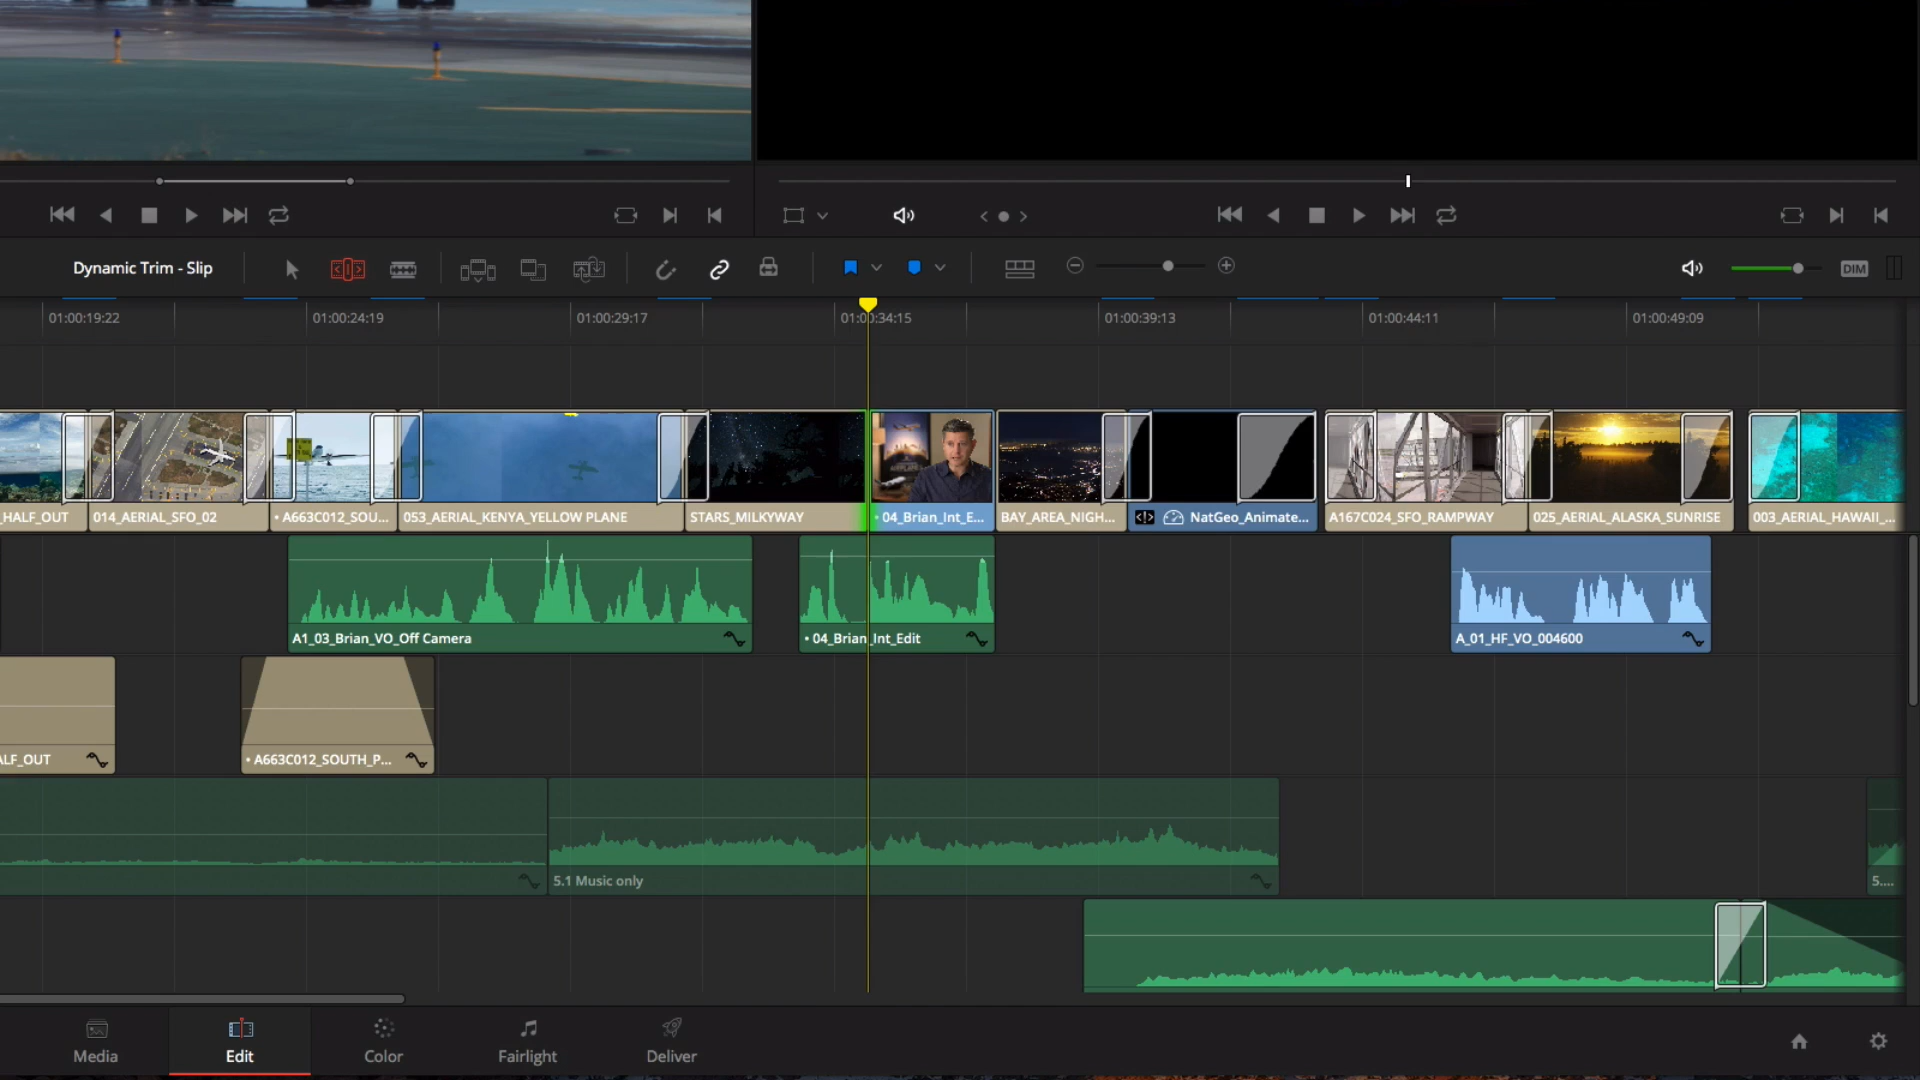 Dynamic Trim - Slip
DIM
01:00:19:22
01:00:24:19
01:00:29:17
01:00:34:15
01:00:39:13
01:00:44:11
01:00:49:09
_HALF_OUT
014_AERIAL_SFO_02
• A663C012_SOU...
053_AERIAL_KENYA_YELLOW PLANE
STARS_MILKYWAY
• 04_Brian_Int_E...
BAY_AREA_NIGH...
NatGeo_Animate...
A167C024_SFO_RAMPWAY
025_AERIAL_ALASKA_SUNRISE
003_AERIAL_HAWAII_...
A1_03_Brian_VO_Off Camera
• 04_Brian_Int_Edit
A_01_HF_VO_004600
ALF_OUT
• A663C012_SOUTH_P...
5.1 Music only
5....
Media
Edit
Color
Fairlight
Deliver